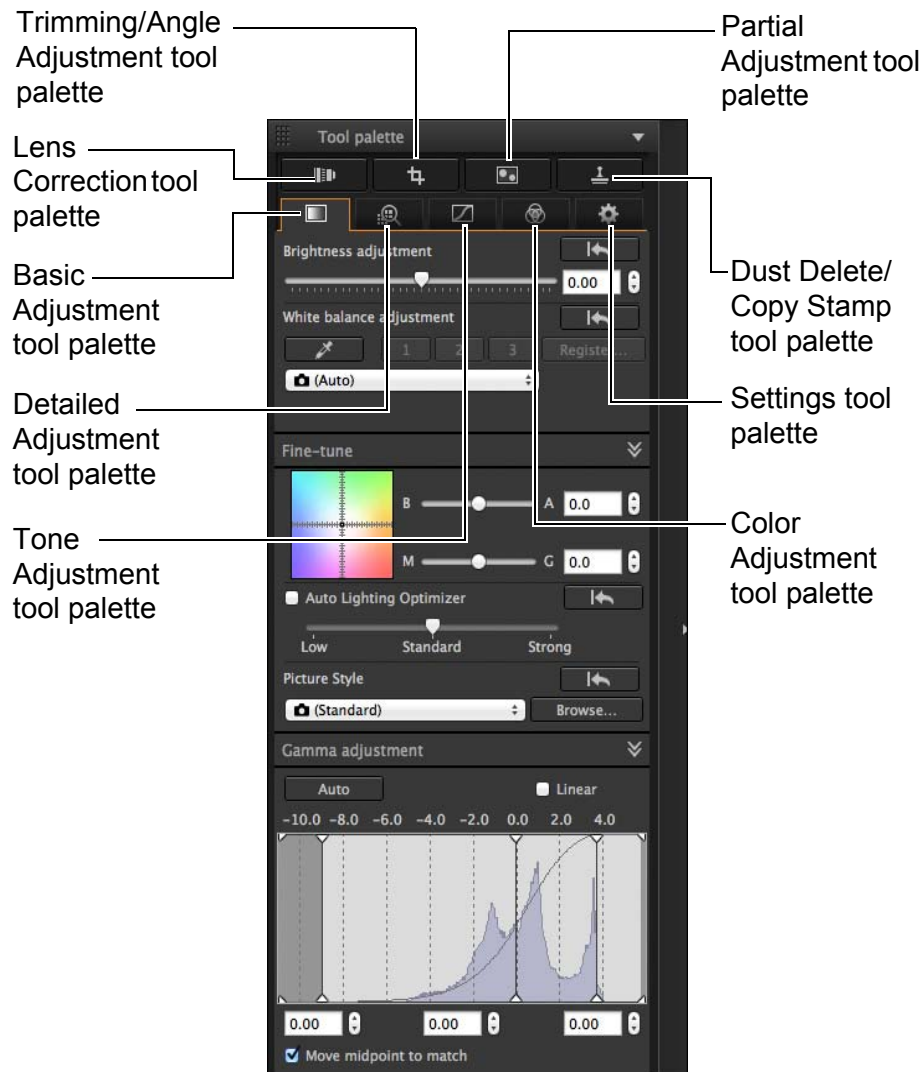 Trimming/Angle
Adjustment tool
palette
Partial
Adjustment tool
palette
Lens
Correction tool
palette
Basic
Adjustment
tool palette
Detailed
Adjustment
tool palette
Tone
Adjustment
tool palette
Dust Delete/
Copy Stamp
tool palette
Settings tool
palette
Color
Adjustment
tool palette
Tool palette
Brightness adjustment
0.00
White balance adjustment
1 2 3 Register...
(Auto)
Fine-tune
B A 0.0
M G 0.0
Auto Lighting Optimizer
Low Standard Strong
Picture Style
(Standard) Browse...
Gamma adjustment
Auto Linear
-10.0 -8.0 -6.0 -4.0 -2.0 0.0 2.0 4.0
0.00 0.00 0.00
Move midpoint to match